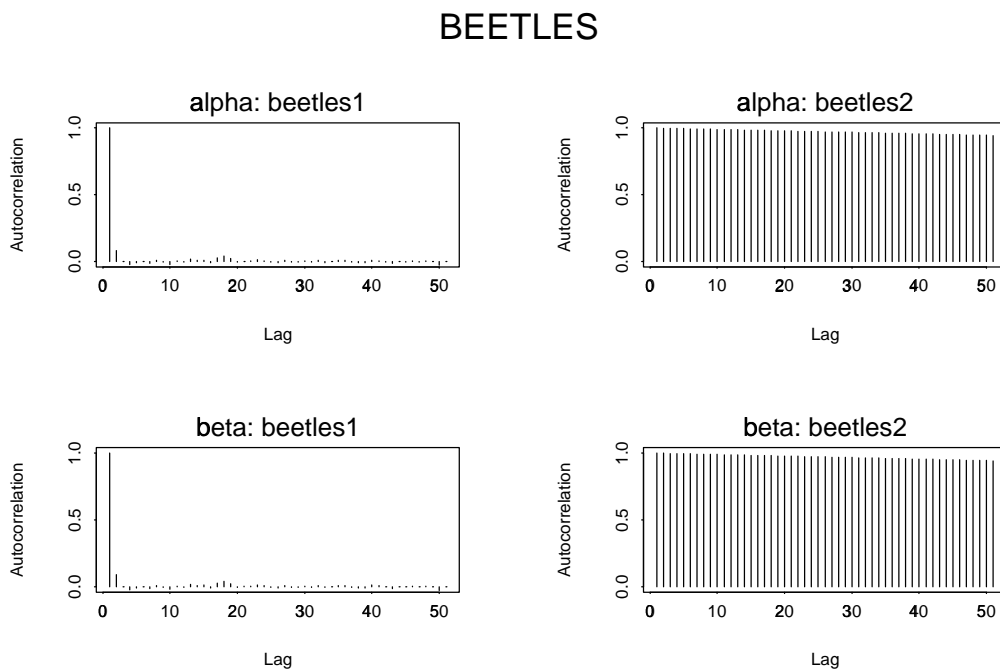 BEETLES
alpha: beetles1
Autocorrelation
0.0 0.5 1.0
0 10 20 30 40 50
Lag
alpha: beetles2
Autocorrelation
0.0 0.5 1.0
0 10 20 30 40 50
Lag
beta: beetles1
Autocorrelation
0.0 0.5 1.0
0 10 20 30 40 50
Lag
beta: beetles2
Autocorrelation
0.0 0.5 1.0
0 10 20 30 40 50
Lag